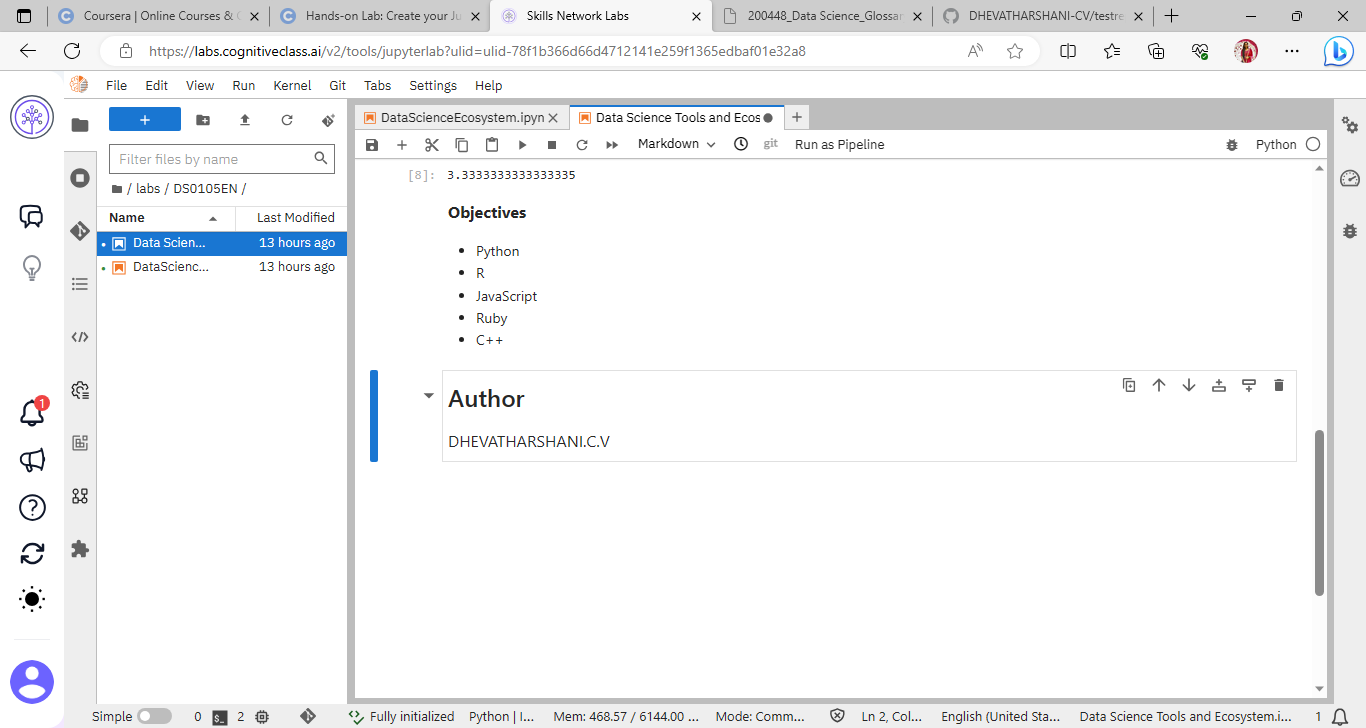 Coursera | Online Courses & C
Hands-on Lab: Create your Ju
Skills Network Labs
200448_Data Science_Glossar
DHEVATHARSHANI-CV/testre
https://labs.cognitiveclass.ai/v2/tools/jupyterlab?ulid=ulid-78f1b366d66d4712141e259f1365edbaf01e32a8
File Edit View Run Kernel Git Tabs Settings Help
DataScienceEcosystem.ipyn
Data Science Tools and Ecos
Filter files by name
Markdown
git
Run as Pipeline
Python
/ labs / DS0105EN /
Name
Last Modified
Data Scien... 13 hours ago
DataScienc... 13 hours ago
[8]: 3.3333333333333335
Objectives
Python
R
JavaScript
Ruby
C++
Author
DHEVATHARSHANI.C.V
1
Simple 0 2 Fully initialized Python | I... Mem: 468.57 / 6144.00 ... Mode: Comm... Ln 2, Col... English (United Sta... Data Science Tools and Ecosystem.i... 1